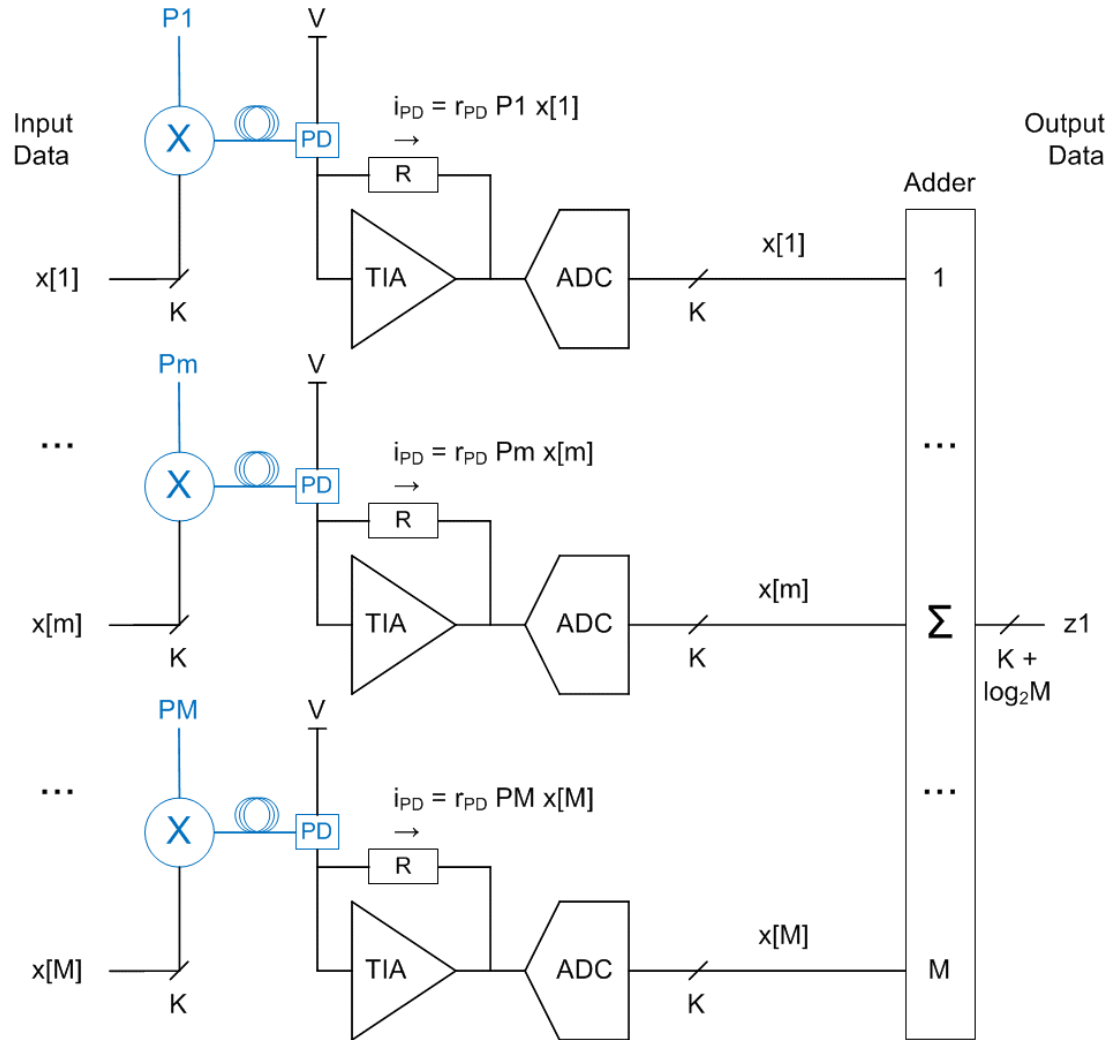 P1
V
Input
Data
X
PD
iPD = rPD P1 x[1]
→
R
Output
Data
Adder
x[1]
K
TIA
ADC
K
x[1]
1
Pm
V
...
X
PD
iPD = rPD Pm x[m]
→
R
...
x[m]
K
TIA
ADC
K
x[m]
Σ
z1
K +
log2M
PM
V
...
X
PD
iPD = rPD PM x[M]
→
R
...
x[M]
K
TIA
ADC
K
x[M]
M